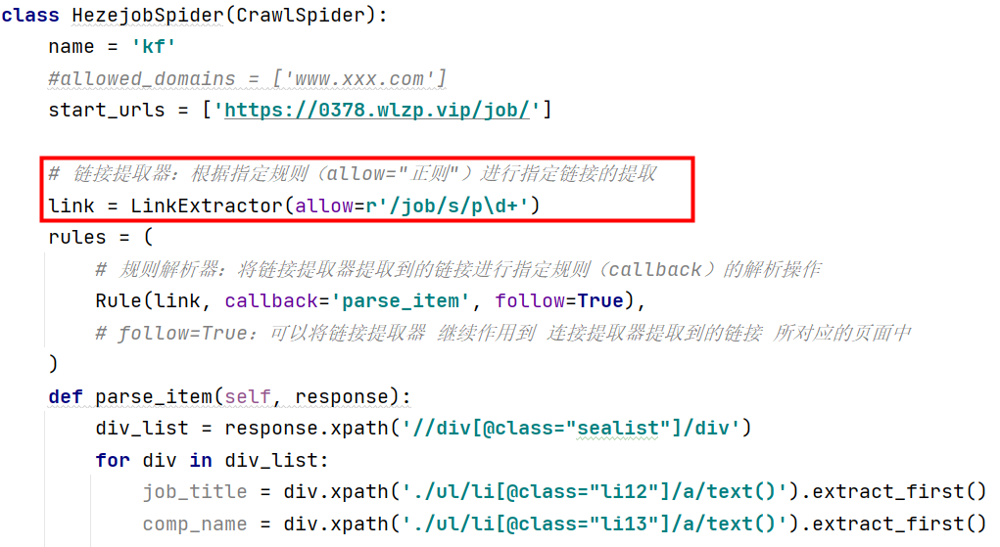 class HezejobSpider(CrawlSpider):
    name = 'kf'
    #allowed_domains = ['www.xxx.com']
    start_urls = ['https://0378.wlzp.vip/job/']
    # 链接提取器：根据指定规则（allow="正则"）进行指定链接的提取
    link = LinkExtractor(allow=r'/job/s/p\d+')
    rules = (
        # 规则解析器：将链接提取器提取到的链接进行指定规则（callback）的解析操作
        Rule(link, callback='parse_item', follow=True),
        # follow=True：可以将链接提取器 继续作用到 连接提取器提取到的链接 所对应的页面中
    )
    def parse_item(self, response):
        div_list = response.xpath('//div[@class="sealist"]/div')
        for div in div_list:
            job_title = div.xpath('./ul/li[@class="li12"]/a/text()').extract_first()
            comp_name = div.xpath('./ul/li[@class="li13"]/a/text()').extract_first()